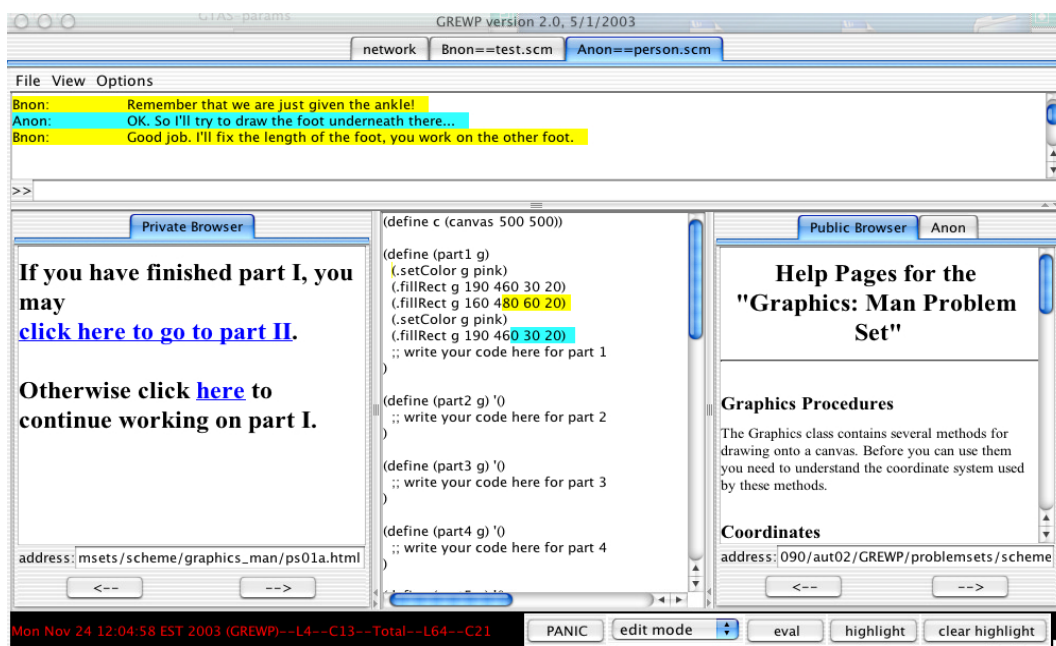 GTAS-params
GREWP version 2.0, 5/1/2003
network Bnon==test.scm Anon==person.scm
File View Options
Bnon: Remember that we are just given the ankle!
Anon: OK. So I'll try to draw the foot underneath there...
Bnon: Good job. I'll fix the length of the foot, you work on the other foot.
>>
Private Browser
If you have finished part I, you
may
click here to go to part II.
Otherwise click here to
continue working on part I.
address: msets/scheme/graphics_man/ps01a.html
<-- -->
(define c (canvas 500 500))
(define (part1 g)
(.setColor g pink)
(.fillRect g 190 460 30 20)
(.fillRect g 160 480 60 20)
(.setColor g pink)
(.fillRect g 190 460 30 20)
;; write your code here for part 1
)
(define (part2 g) '()
;; write your code here for part 2
)
(define (part3 g) '()
;; write your code here for part 3
)
(define (part4 g) '()
;; write your code here for part 4
)
Public Browser Anon
Help Pages for the
"Graphics: Man Problem
Set"
Graphics Procedures
The Graphics class contains several methods for
drawing onto a canvas. Before you can use them
you need to understand the coordinate system used
by these methods.
Coordinates
address: 090/aut02/GREWP/problemsets/scheme
<-- -->
Mon Nov 24 12:04:58 EST 2003 (GREWP)--L4--C13--Total--L64--C21
PANIC edit mode eval highlight clear highlight